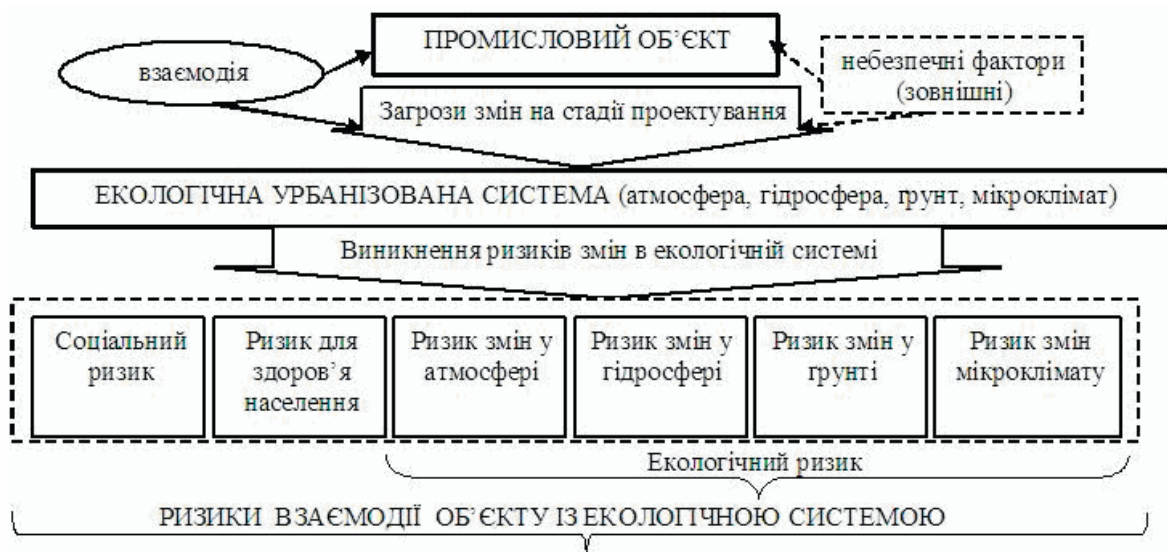 ПРОМИСЛОВИЙ ОБ’ЄКТ
взаємодія
небезпечні фактори
(зовнішні)
Загрози змін на стадії проектування
ЕКОЛОГІЧНА УРБАНІЗОВАНА СИСТЕМА (атмосфера, гідросфера, ґрунт, мікроклімат)
Виникнення ризиків змін в екологічній системі
Соціальний
ризик
Ризик для
здоров’я
населення
Ризик змін у
атмосфері
Ризик змін у
гідросфері
Ризик змін у
ґрунті
Ризик змін
мікроклімату
Екологічний ризик
РИЗИКИ ВЗАЄМОДІЇ ОБ’ЄКТУ ІЗ ЕКОЛОГІЧНОЮ СИСТЕМОЮ